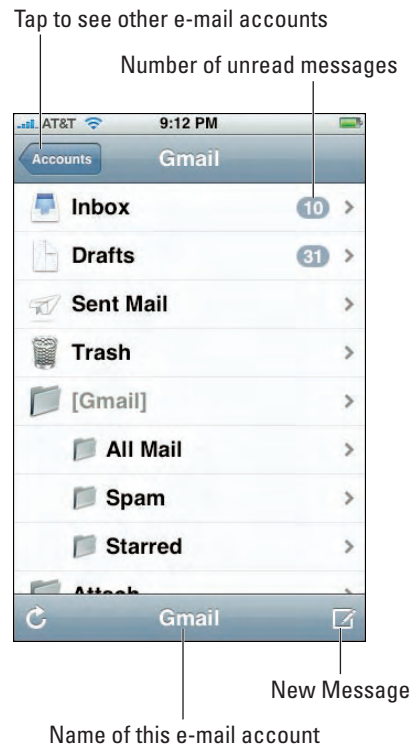 Tap to see other e-mail accounts
Number of unread messages
AT&T 9:12 PM
Accounts Gmail
Inbox 10
Drafts 31
Sent Mail
Trash
[Gmail]
All Mail
Spam
Starred
Attach
Gmail
New Message
Name of this e-mail account